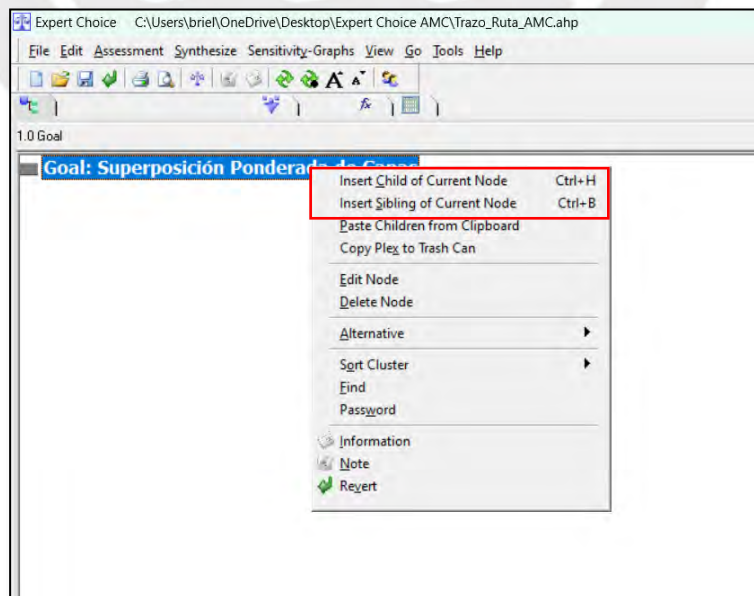 Expert Choice C:\Users\briel\OneDrive\Desktop\Expert Choice AMC\Trazo_Ruta_AMC.ahp
File Edit Assessment Synthesize Sensitivity-Graphs View Go Tools Help
1.0 Goal
Goal: Superposición Ponderada de Capas
Insert Child of Current Node Ctrl+H
Insert Sibling of Current Node Ctrl+B
Paste Children from Clipboard
Copy Plex to Trash Can
Edit Node
Delete Node
Alternative
Sort Cluster
Find
Password
Information
Note
Revert